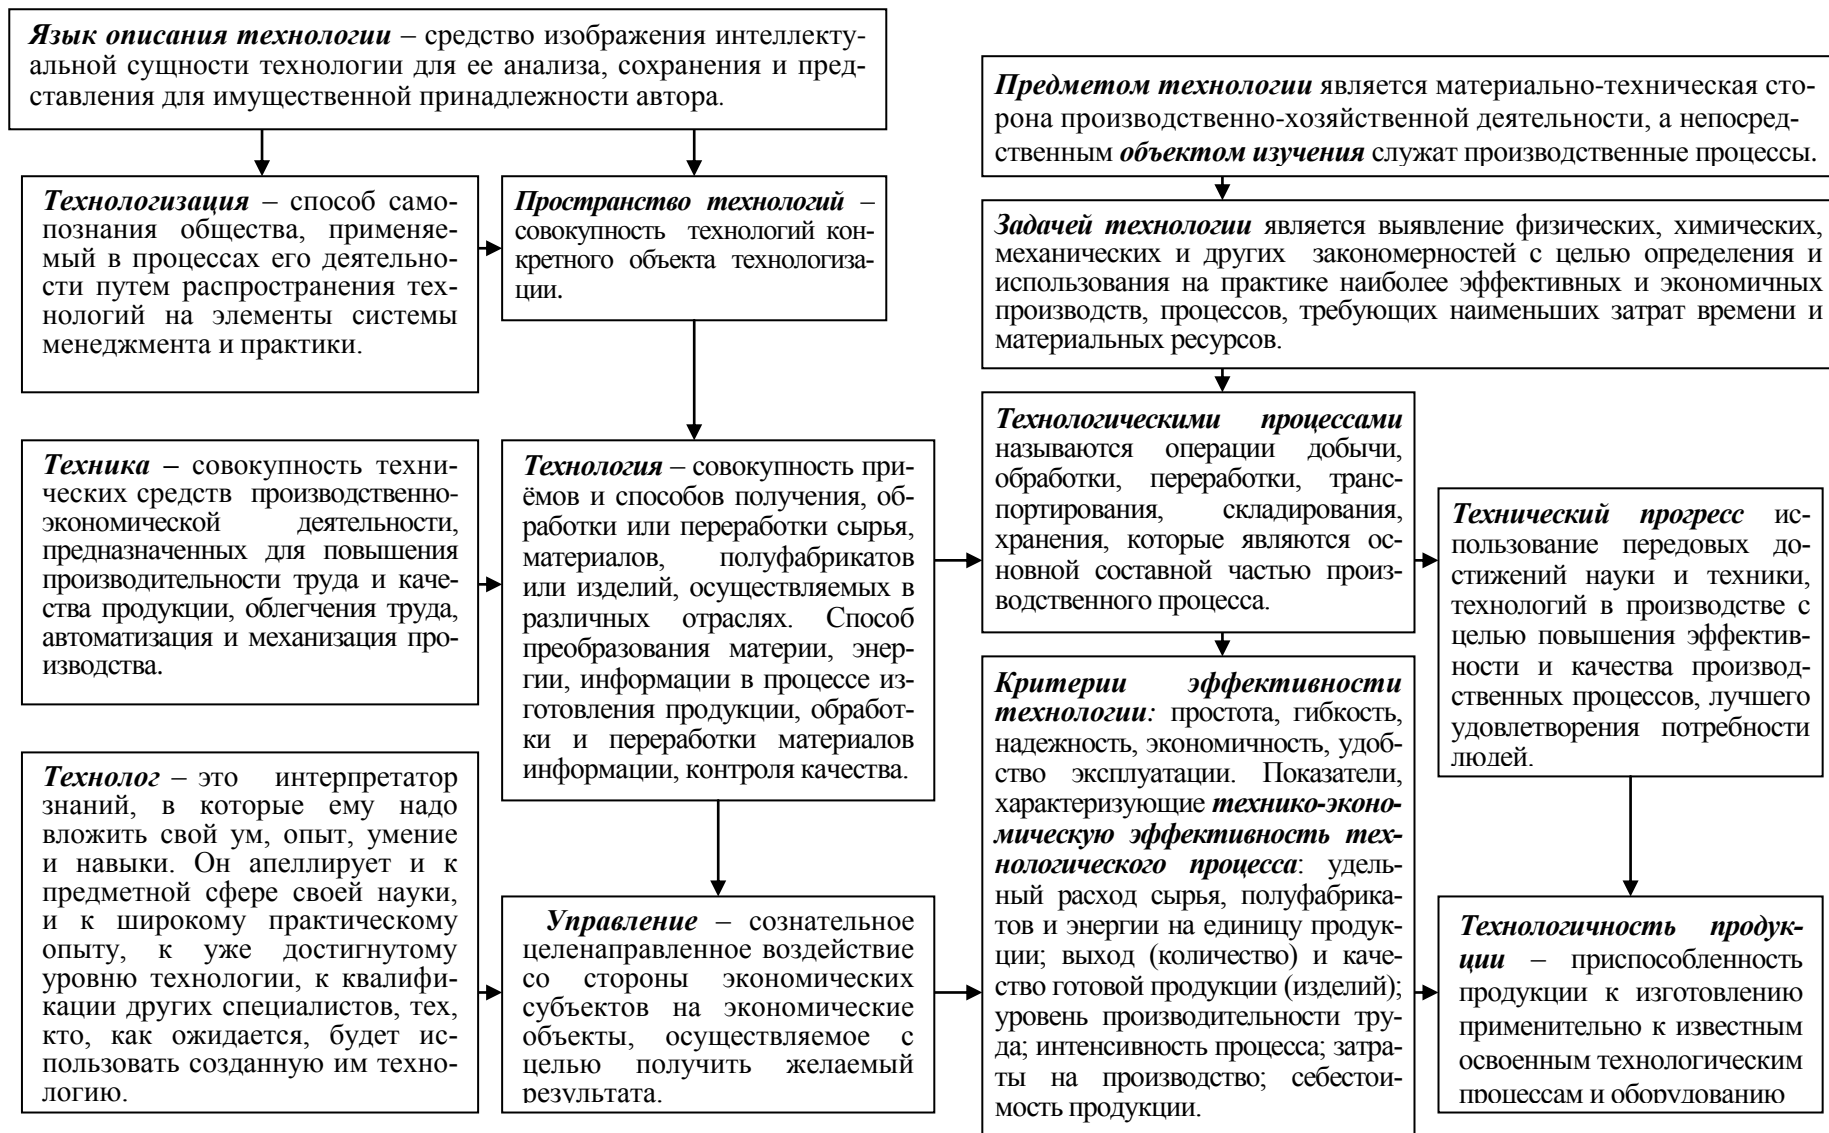 Язык описания технологии – средство изображения интеллекту-
альной сущности технологии для ее анализа, сохранения и пред-
ставления для имущественной принадлежности автора.
Предметом технологии является материально-техническая сто-
рона производственно-хозяйственной деятельности, а непосред-
ственным объектом изучения служат производственные процессы.
Технологизация – способ само-
познания общества, применяе-
мый в процессах его деятельно-
сти путем распространения тех-
нологий на элементы системы
менеджмента и практики.
Пространство технологий –
совокупность технологий кон-
кретного объекта технологиза-
ции.
Задачей технологии является выявление физических, химических,
механических и других закономерностей с целью определения и
использования на практике наиболее эффективных и экономичных
производств, процессов, требующих наименьших затрат времени и
материальных ресурсов.
Техника – совокупность техни-
ческих средств производственно-
экономической деятельности,
предназначенных для повышения
производительности труда и каче-
ства продукции, облегчения труда,
автоматизация и механизация про-
изводства.
Технология – совокупность при-
ёмов и способов получения, об-
работки или переработки сырья,
материалов, полуфабрикатов
или изделий, осуществляемых в
различных отраслях. Способ
преобразования материи, энер-
гии, информации в процессе из-
готовления продукции, обработ-
ки и переработки материалов
информации, контроля качества.
Технологическими процессами
называются операции добычи,
обработки, переработки, транс-
портирования, складирования,
хранения, которые являются ос-
новной составной частью произ-
водственного процесса.
Технический прогресс ис-
пользование передовых до-
стижений науки и техники,
технологий в производстве с
целью повышения эффектив-
ности и качества производ-
ственных процессов, лучшего
удовлетворения потребности
людей.
Технолог – это интерпретатор
знаний, в которые ему надо
вложить свой ум, опыт, умение
и навыки. Он апеллирует и к
предметной сфере своей науки,
и к широкому практическому
опыту, к уже достигнутому
уровню технологии, к квалифи-
кации других специалистов, тех,
кто, как ожидается, будет ис-
пользовать созданную им техно-
логию.
Управление – сознательное
целенаправленное воздействие
со стороны экономических
субъектов на экономические
объекты, осуществляемое с
целью получить желаемый
результата.
Критерии эффективности
технологии: простота, гибкость,
надежность, экономичность, удоб-
ство эксплуатации. Показатели,
характеризующие технико-эконо-
мическую эффективность тех-
нологического процесса: удель-
ный расход сырья, полуфабрика-
тов и энергии на единицу продук-
ции; выход (количество) и каче-
ство готовой продукции (изделий);
уровень производительности тру-
да; интенсивность процесса; затра-
ты на производство; себестои-
мость продукции.
Технологичность продук-
ции – приспособленность
продукции к изготовлению
применительно к известным
освоенным технологическим
процессам и оборудованию